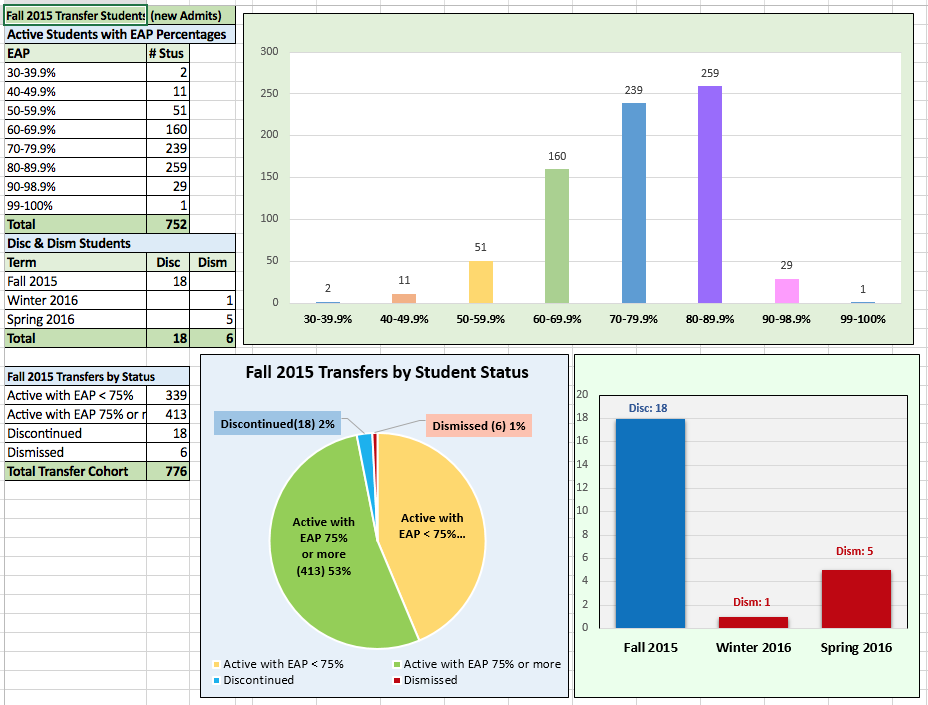 Fall 2015 Transfer Students (new Admits)
Active Students with EAP Percentages
EAP # Stus
30-39.9% 2
40-49.9% 11
50-59.9% 51
60-69.9% 160
70-79.9% 239
80-89.9% 259
90-98.9% 29
99-100% 1
Total 752
Disc & Dism Students
Term Disc Dism
Fall 2015 18
Winter 2016 1
Spring 2016 5
Total 18 6
Fall 2015 Transfers by Status
Active with EAP < 75% 339
Active with EAP 75% or r 413
Discontinued 18
Dismissed 6
Total Transfer Cohort 776
300
250
200
150
100
50
0
2
11
51
160
239
259
29
1
30-39.9% 40-49.9% 50-59.9% 60-69.9% 70-79.9% 80-89.9% 90-98.9% 99-100%
Fall 2015 Transfers by Student Status
Discontinued(18) 2%
Dismissed (6) 1%
Active with
EAP 75%
or more
(413) 53%
Active with
EAP < 75%...
Active with EAP < 75% Active with EAP 75% or more
Discontinued Dismissed
20
18
16
14
12
10
8
6
4
2
0
Disc: 18
Dism: 1
Dism: 5
Fall 2015 Winter 2016 Spring 2016